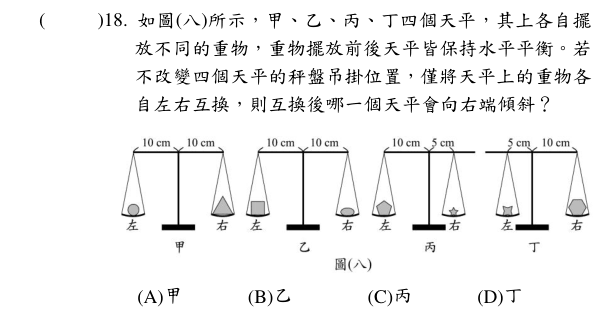 (　　　)18. 如圖(八)所示，甲、乙、丙、丁四個天平，其上各自擺
放不同的重物，重物擺放前後天平皆保持水平平衡。若
不改變四個天平的秤盤吊掛位置，僅將天平上的重物各
自左右互換，則互換後哪一個天平會向右端傾斜？
10 cm 10 cm 10 cm 10 cm 10 cm 5 cm 5 cm 10 cm
左 右 左 右 左 右 左 右
甲 乙 丙 丁
圖(八)
(A)甲 (B)乙 (C)丙 (D)丁